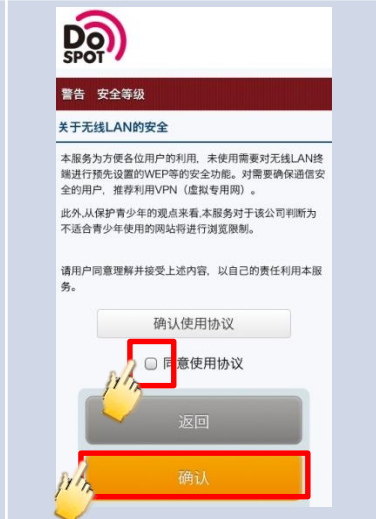 Do
SPOT
警告 安全等级
关于无线LAN的安全
本服务为方便各位用户的利用，未使用需要对无线LAN终
端进行预先设置的WEP等的安全功能。对需要确保通信安
全的用户，推荐利用VPN（虚拟专用网）。
此外,从保护青少年的观点来看,本服务对于该公司判断为
不适合青少年使用的网站将进行浏览限制。
请用户同意理解并接受上述内容，以自己的责任利用本服
务。
确认使用协议
同意使用协议
返回
确认